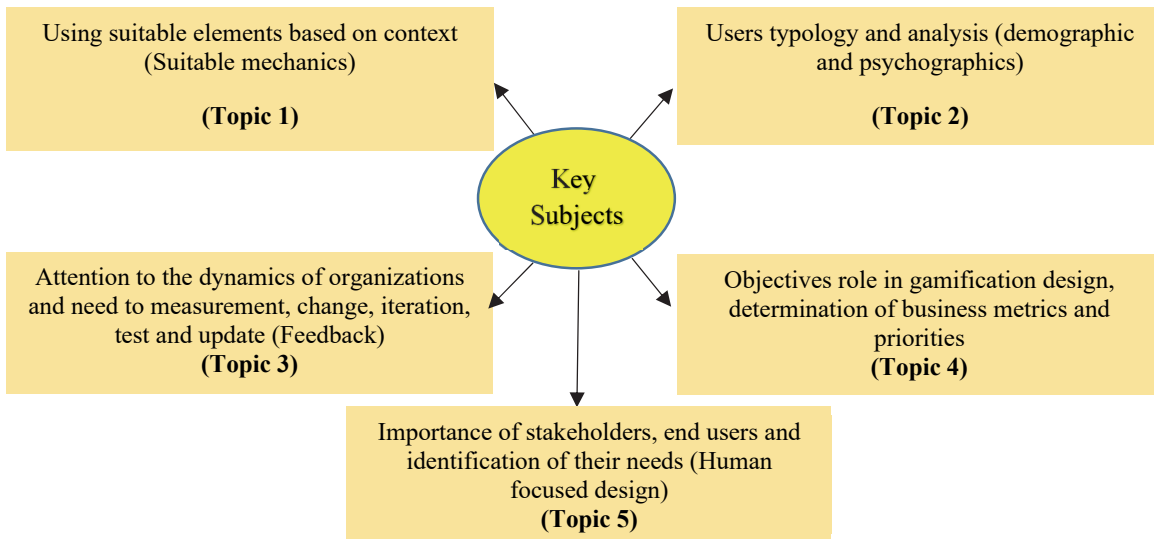 Using suitable elements based on context
(Suitable mechanics)
(Topic 1)
Users typology and analysis (demographic
and psychographics)
(Topic 2)
Key
Subjects
Attention to the dynamics of organizations
and need to measurement, change, iteration,
test and update (Feedback)
(Topic 3)
Objectives role in gamification design,
determination of business metrics and
priorities
(Topic 4)
Importance of stakeholders, end users and
identification of their needs (Human
focused design)
(Topic 5)